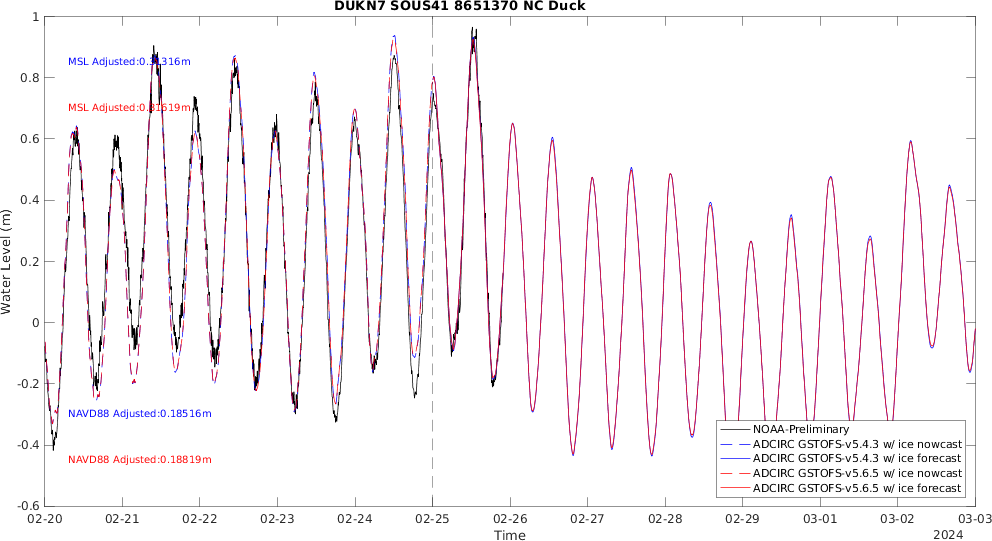 DUKN7 SOUS41 8651370 NC Duck
1
0.8
0.6
0.4
0.2
0
-0.2
-0.4
-0.6
Water Level (m)
MSL Adjusted:0.31316m
MSL Adjusted:0.31619m
NAVD88 Adjusted:0.18516m
NAVD88 Adjusted:0.18819m
NOAA-Preliminary
ADCIRC GSTOFS-v5.4.3 w/ ice nowcast
ADCIRC GSTOFS-v5.4.3 w/ ice forecast
ADCIRC GSTOFS-v5.6.5 w/ ice nowcast
ADCIRC GSTOFS-v5.6.5 w/ ice forecast
02-20 02-21 02-22 02-23 02-24 02-25 02-26 02-27 02-28 02-29 03-01 03-02 03-03
Time
2024